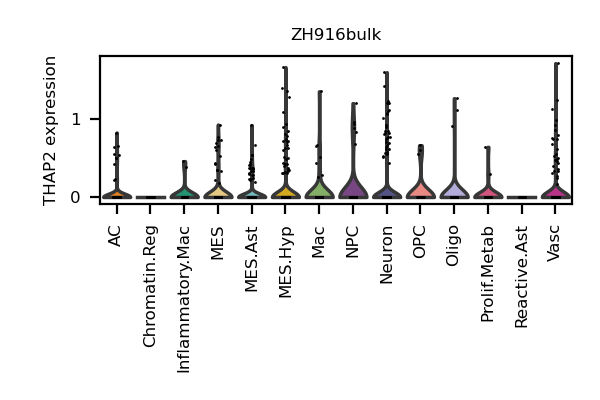 ZH916bulk
THAP2 expression
1
0
AC
Chromatin.Reg
Inflammatory.Mac
MES
MES.Ast
MES.Hyp
Mac
NPC
Neuron
OPC
Oligo
Prolif.Metab
Reactive.Ast
Vasc